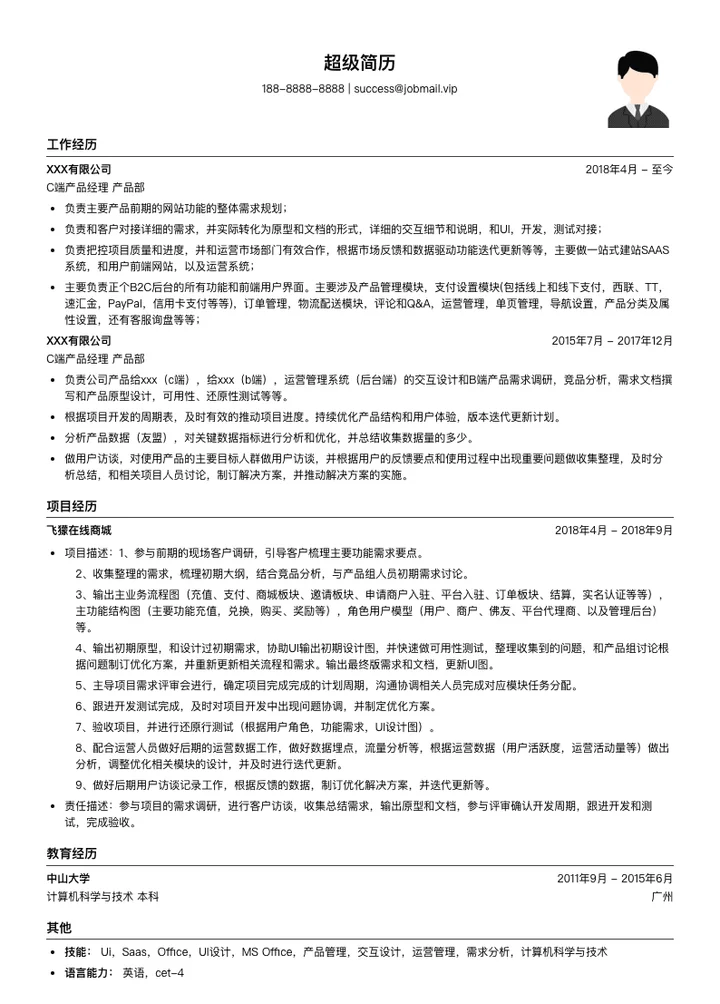 超级简历
188-8888-8888 | success@jobmail.vip
工作经历
XXX有限公司 2018年4月 - 至今
C端产品经理 产品部
• 负责主要产品前期的网站功能的整体需求规划；
• 负责和客户对接详细的需求，并实际转化为原型和文档的形式，详细的交互细节和说明，和UI，开发，测试对接；
• 负责把控项目质量和进度，并和运营市场部门有效合作，根据市场反馈和数据驱动功能迭代更新等等，主要做一站式建站SAAS
系统，和用户前端网站，以及运营系统；
• 主要负责正个B2C后台的所有功能和前端用户界面。主要涉及产品管理模块，支付设置模块(包括线上和线下支付，西联、TT，
速汇金，PayPal，信用卡支付等等)，订单管理，物流配送模块、评论和Q&A，运营管理，单页管理，导航设置，产品分类及属
性设置，还有客服询盘等等；
XXX有限公司 2015年7月 - 2017年12月
C端产品经理 产品部
• 负责公司产品给xxx（c端），给xxx（b端），运营管理系统（后台端）的交互设计和B端产品需求调研，竞品分析，需求文档撰
写和产品原型设计，可用性、还原性测试等等。
• 根据项目开发的周期表，及时有效的推动项目进度。持续优化产品结构和用户体验，版本迭代更新计划。
• 分析产品数据（友盟），对关键数据指标进行分析和优化，并总结收集数据量的多少。
• 做用户访谈，对使用产品的主要目标人群做用户访谈，并根据用户的反馈要点和使用过程中出现重要问题做收集整理，及时分
析总结，和相关项目人员讨论，制订解决方案，并推动解决方案的实施。
项目经历
飞獴在线商城 2018年4月 - 2018年9月
• 项目描述：1、参与前期的现场客户调研，引导客户梳理主要功能需求要点。
2、收集整理的需求，梳理初期大纲，结合竞品分析，与产品组人员初期需求讨论。
3、输出主业务流程图（充值、支付、商城板块、邀请板块、申请商户入驻、平台入驻、订单板块、结算，实名认证等等），
主功能结构图（主要功能充值，兑换，购买、奖励等），角色用户模型（用户、商户、佛友、平台代理商、以及管理后台）
等。
4、输出初期原型，和设计过初期需求，协助UI输出初期设计图，并快速做可用性测试，整理收集到的问题，和产品组讨论根
据问题制订优化方案，并重新更新相关流程和需求。输出最终版需求和文档，更新UI图。
5、主导项目需求评审会进行，确定项目完成完成的计划周期，沟通协调相关人员完成对应模块任务分配。
6、跟进开发测试完成，及时对项目开发中出现问题协调，并制定优化方案。
7、验收项目，并进行还原行测试（根据用户角色，功能需求，UI设计图）。
8、配合运营人员做好后期的运营数据工作，做好数据埋点，流量分析等，根据运营数据（用户活跃度，运营活动量等）做出
分析，调整优化相关模块的设计，并及时进行迭代更新。
9、做好后期用户访谈记录工作，根据反馈的数据，制订优化解决方案，并迭代更新等。
• 责任描述：参与项目的需求调研，进行客户访谈，收集总结需求，输出原型和文档，参与评审确认开发周期，跟进开发和测
试，完成验收。
教育经历
中山大学 2011年9月 - 2015年6月
计算机科学与技术 本科 广州
其他
• 技能： Ui，Saas，Office，UI设计，MS Office，产品管理，交互设计，运营管理，需求分析，计算机科学与技术
• 语言能力： 英语，cet-4